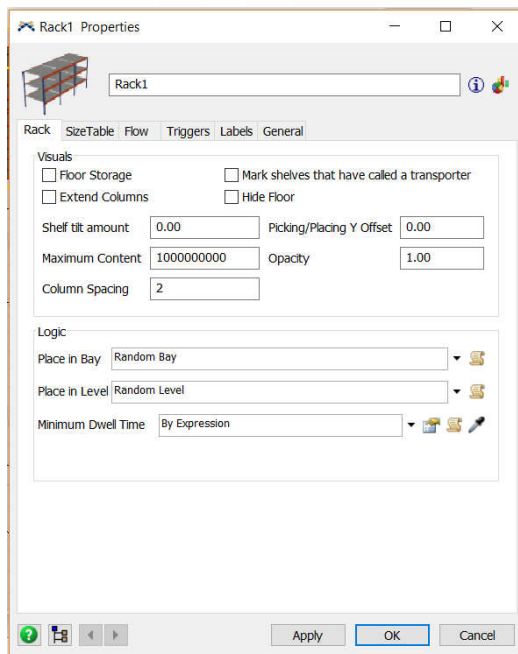 Rack1 Properties
Rack1
Rack SizeTable Flow Triggers Labels General
Visuals
Floor Storage Mark shelves that have called a transporter
Extend Columns Hide Floor
Shelf tilt amount 0.00 Picking/Placing Y Offset 0.00
Maximum Content 1000000000 Opacity 1.00
Column Spacing 2
Logic
Place in Bay Random Bay
Place in Level Random Level
Minimum Dwell Time By Expression
Apply OK Cancel